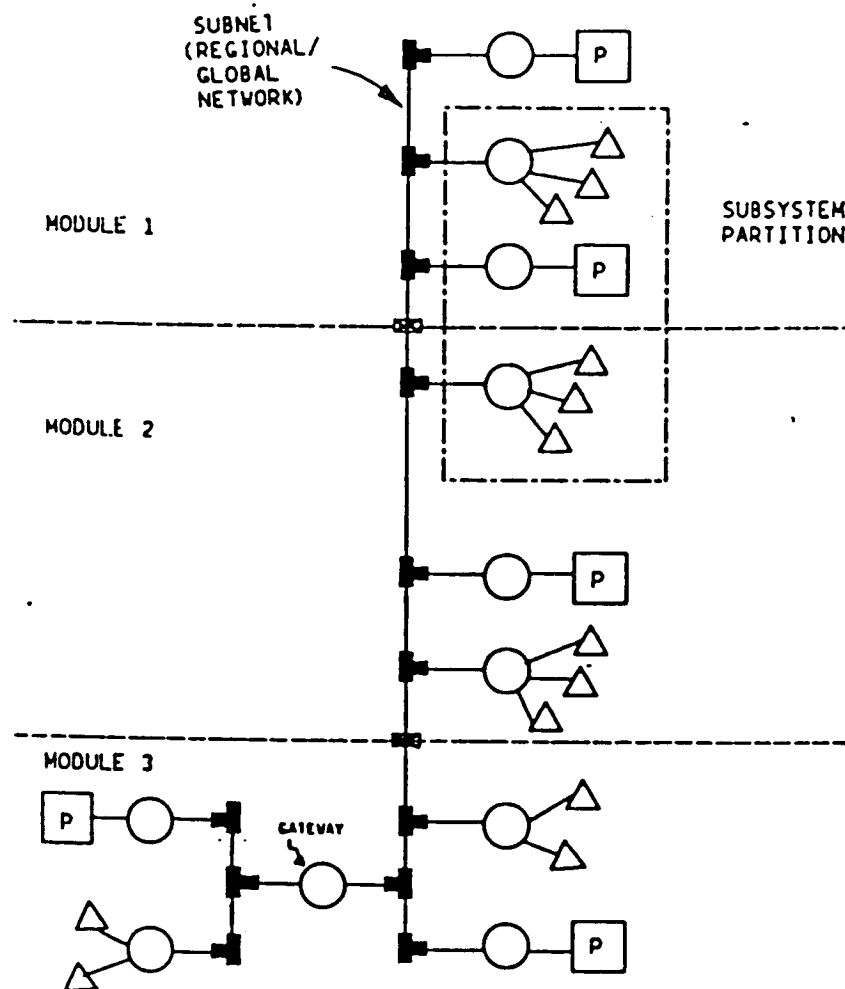 SUBNET
(REGIONAL/
GLOBAL
NETWORK)
P
MODULE 1
SUBSYSTEM
PARTITION
P
MODULE 2
P
MODULE 3
P
GATEWAY
P